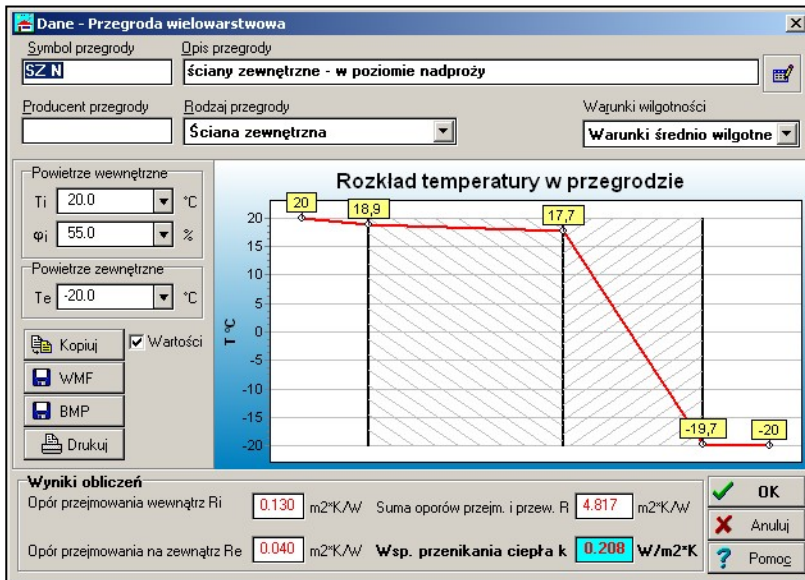 Dane - Przegroda wielowarstwowa
Symbol przegrody
Opis przegrody
SZ N
ściany zewnętrzne - w poziomie nadproży
Producent przegrody
Rodzaj przegrody
Warunki wilgotności
Ściana zewnętrzna
Warunki średnio wilgotne
Powietrze wewnętrzne
Ti 20.0 °C
φi 55.0 %
Powietrze zewnętrzne
Te -20.0 °C
Kopiuj
Wartości
WMF
BMP
Drukuj
Rozkład temperatury w przegrodzie
20
18,9
17,7
-19,7
-20
T °C
20
15
10
5
0
-5
-10
-15
-20
Wyniki obliczeń
Opór przejmowania wewnątrz Ri 0.130 m2*K/W Suma oporów przejm. i przew. R 4.817 m2*K/W
Opór przejmowania na zewnątrz Re 0.040 m2*K/W Wsp. przenikania ciepła k 0.208 W/m2*K
OK
Anuluj
Pomoc